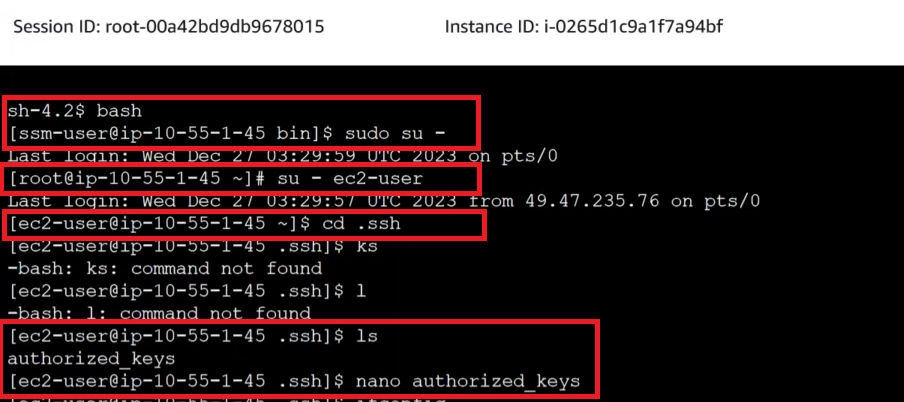 Session ID: root-00a42bd9db9678015 Instance ID: i-0265d1c9a1f7a94bf
sh-4.2$ bash
[ssm-user@ip-10-55-1-45 bin]$ sudo su -
Last login: Wed Dec 27 03:29:59 UTC 2023 on pts/0
[root@ip-10-55-1-45 ~]# su - ec2-user
Last login: Wed Dec 27 03:29:57 UTC 2023 from 49.47.235.76 on pts/0
[ec2-user@ip-10-55-1-45 ~]$ cd .ssh
[ec2-user@ip-10-55-1-45 .ssh]$ ks
-bash: ks: command not found
[ec2-user@ip-10-55-1-45 .ssh]$ l
-bash: l: command not found
[ec2-user@ip-10-55-1-45 .ssh]$ ls
authorized_keys
[ec2-user@ip-10-55-1-45 .ssh]$ nano authorized_keys